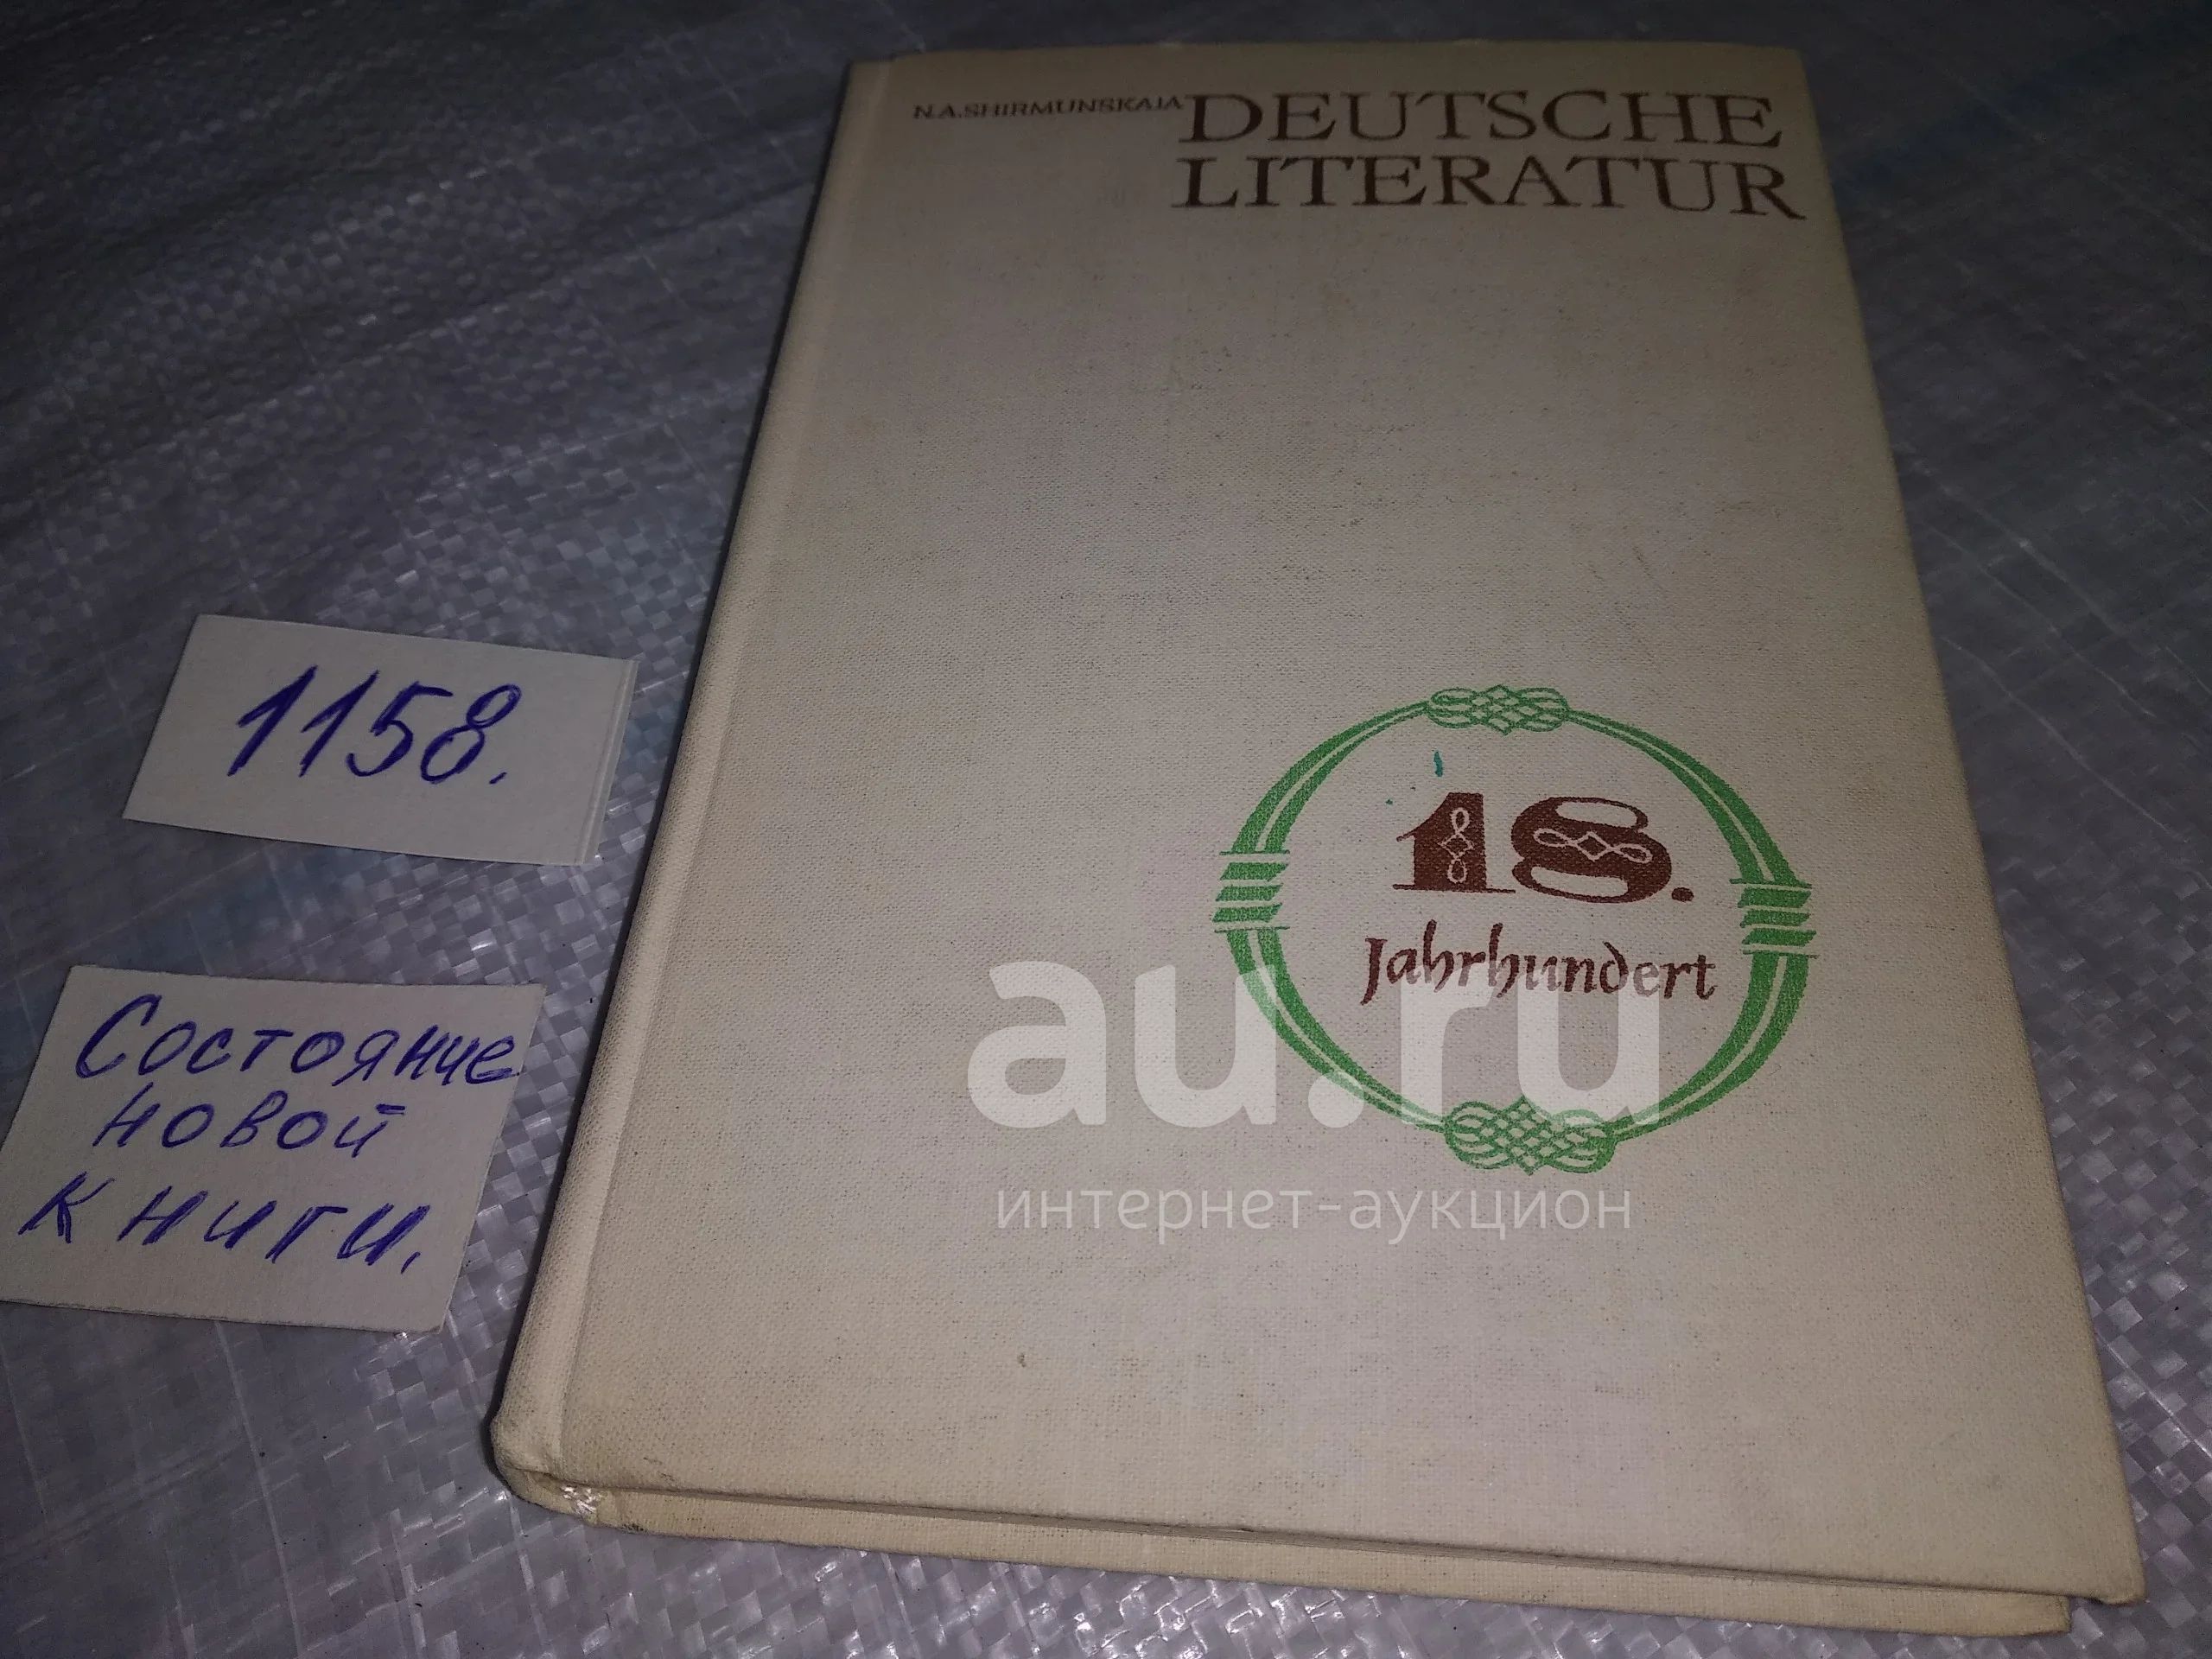 N.A.SHIRMUNSKAJA
DEUTSCHE
LITERATUR
18.
Jahrhundert
1158.
Состояние
новой
книги.
au.ru
интернет-аукцион